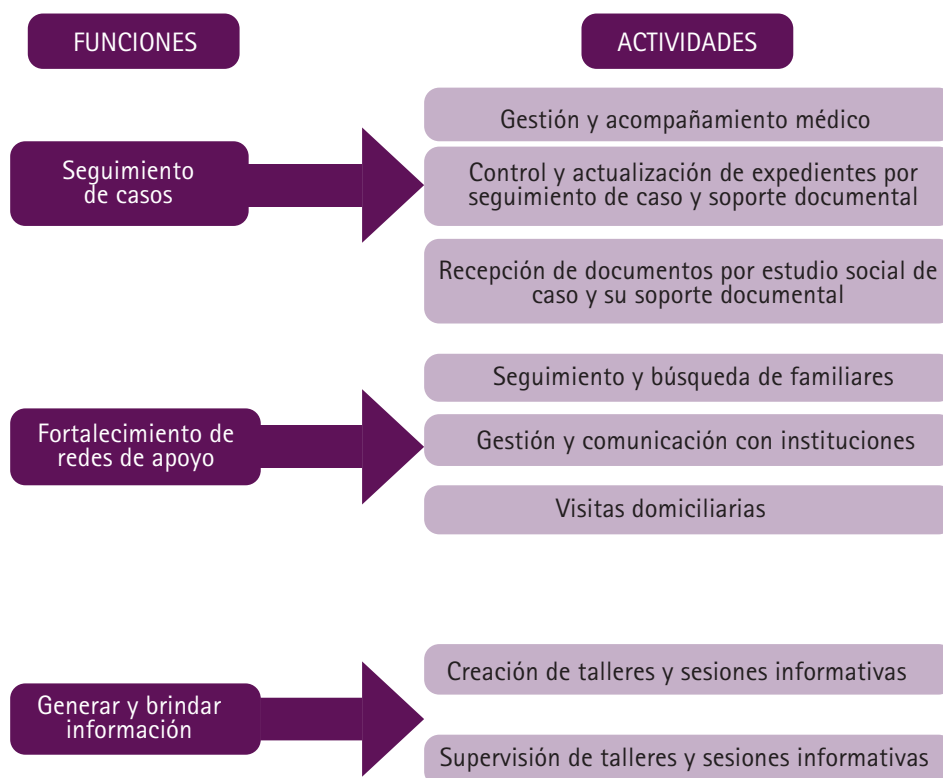 FUNCIONES
ACTIVIDADES
Seguimiento
de casos
Gestión y acompañamiento médico
Control y actualización de expedientes por
seguimiento de caso y soporte documental
Recepción de documentos por estudio social de
caso y su soporte documental
Fortalecimiento de
redes de apoyo
Seguimiento y búsqueda de familiares
Gestión y comunicación con instituciones
Visitas domiciliarias
Generar y brindar
información
Creación de talleres y sesiones informativas
Supervisión de talleres y sesiones informativas